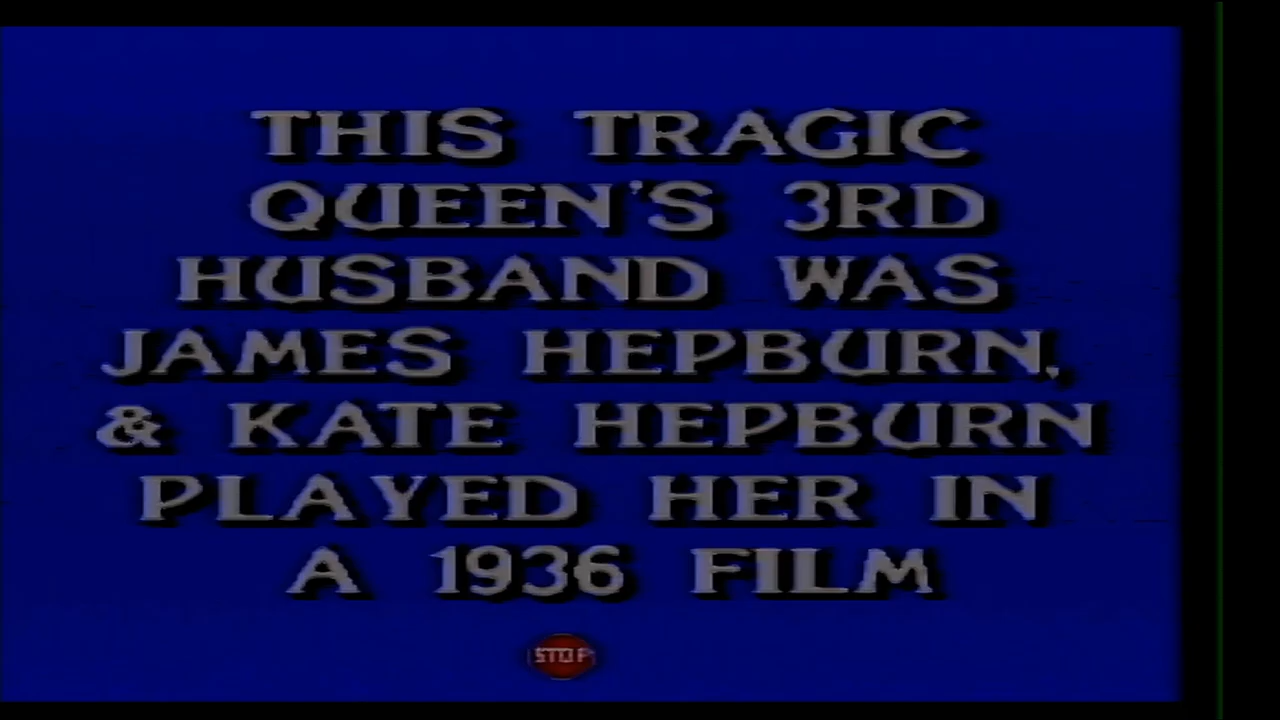 THIS TRAGIC
QUEEN'S 3RD
HUSBAND WAS
JAMES HEPBURN,
& KATE HEPBURN
PLAYED HER IN
A 1936 FILM
STOP